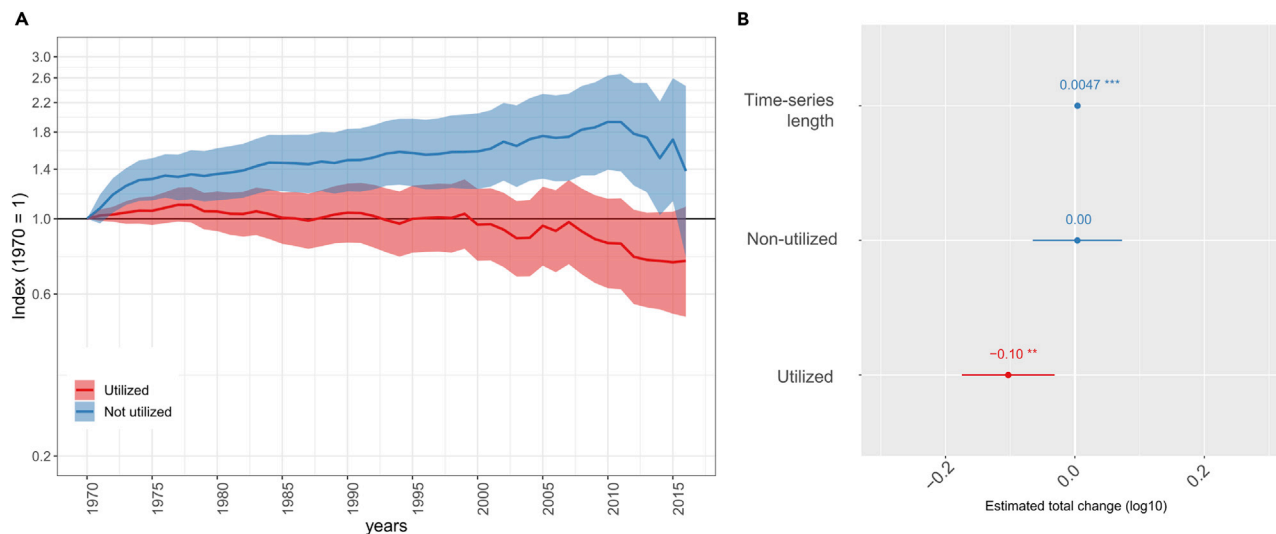 A
3.0
2.6
2.2
1.8
1.4
1.0
0.6
0.2
Index (1970 = 1)
Utilized
Not utilized
1970
1975
1980
1985
1990
1995
2000
2005
2010
2015
years
B
Time-series
length
Non-utilized
Utilized
0.0047 ***
0.00
−0.10 **
−0.2
0.0
0.2
Estimated total change (log10)